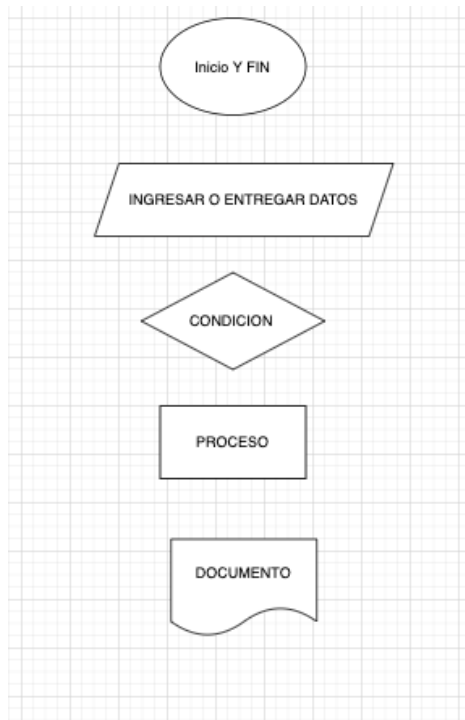 Inicio Y FIN
INGRESAR O ENTREGAR DATOS
CONDICION
PROCESO
DOCUMENTO